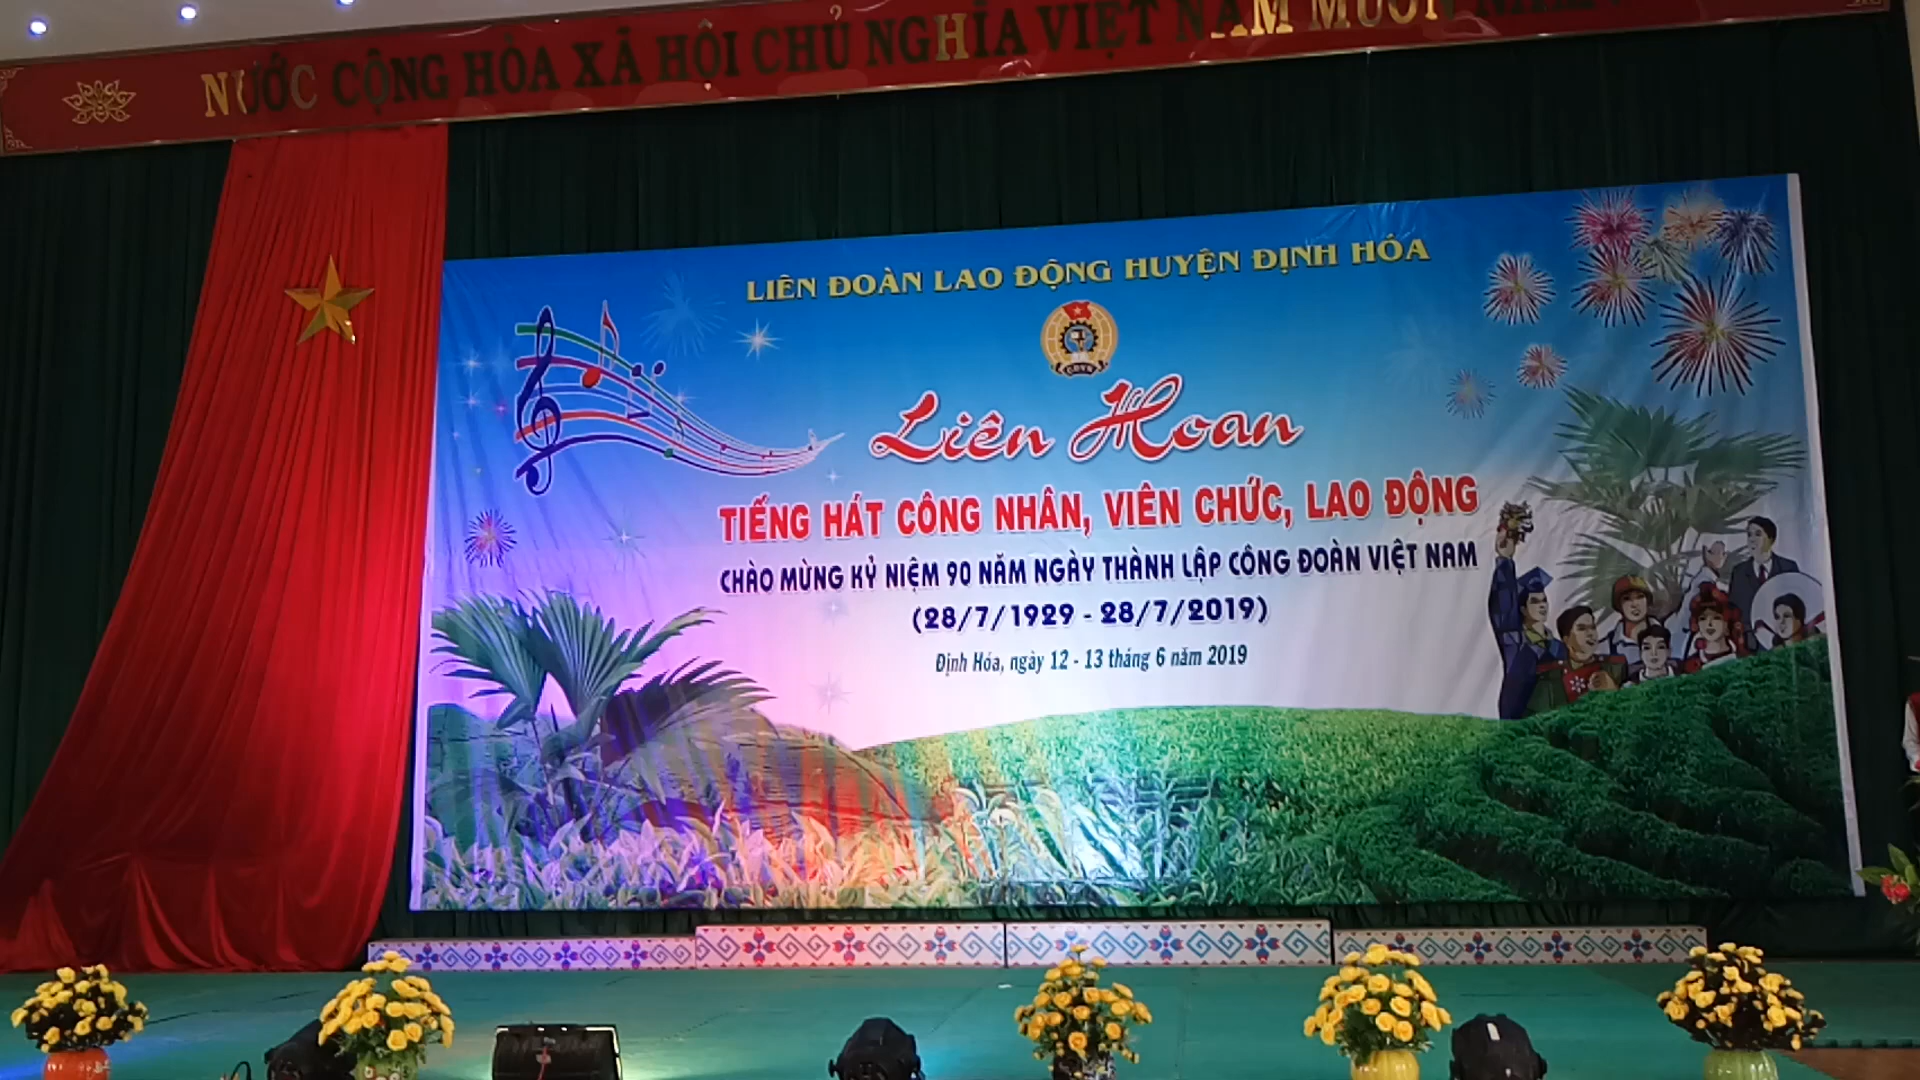 NƯỚC CỘNG HÒA XÃ HỘI CHỦ NGHĨA VIỆT NAM MUÔN
LIÊN ĐOÀN LAO ĐỘNG HUYỆN ĐỊNH HÓA
Liên Hoan
TIẾNG HÁT CÔNG NHÂN, VIÊN CHỨC, LAO ĐỘNG
CHÀO MỪNG KỶ NIỆM 90 NĂM NGÀY THÀNH LẬP CÔNG ĐOÀN VIỆT NAM
(28/7/1929 - 28/7/2019)
Định Hóa, ngày 12 - 13 tháng 6 năm 2019